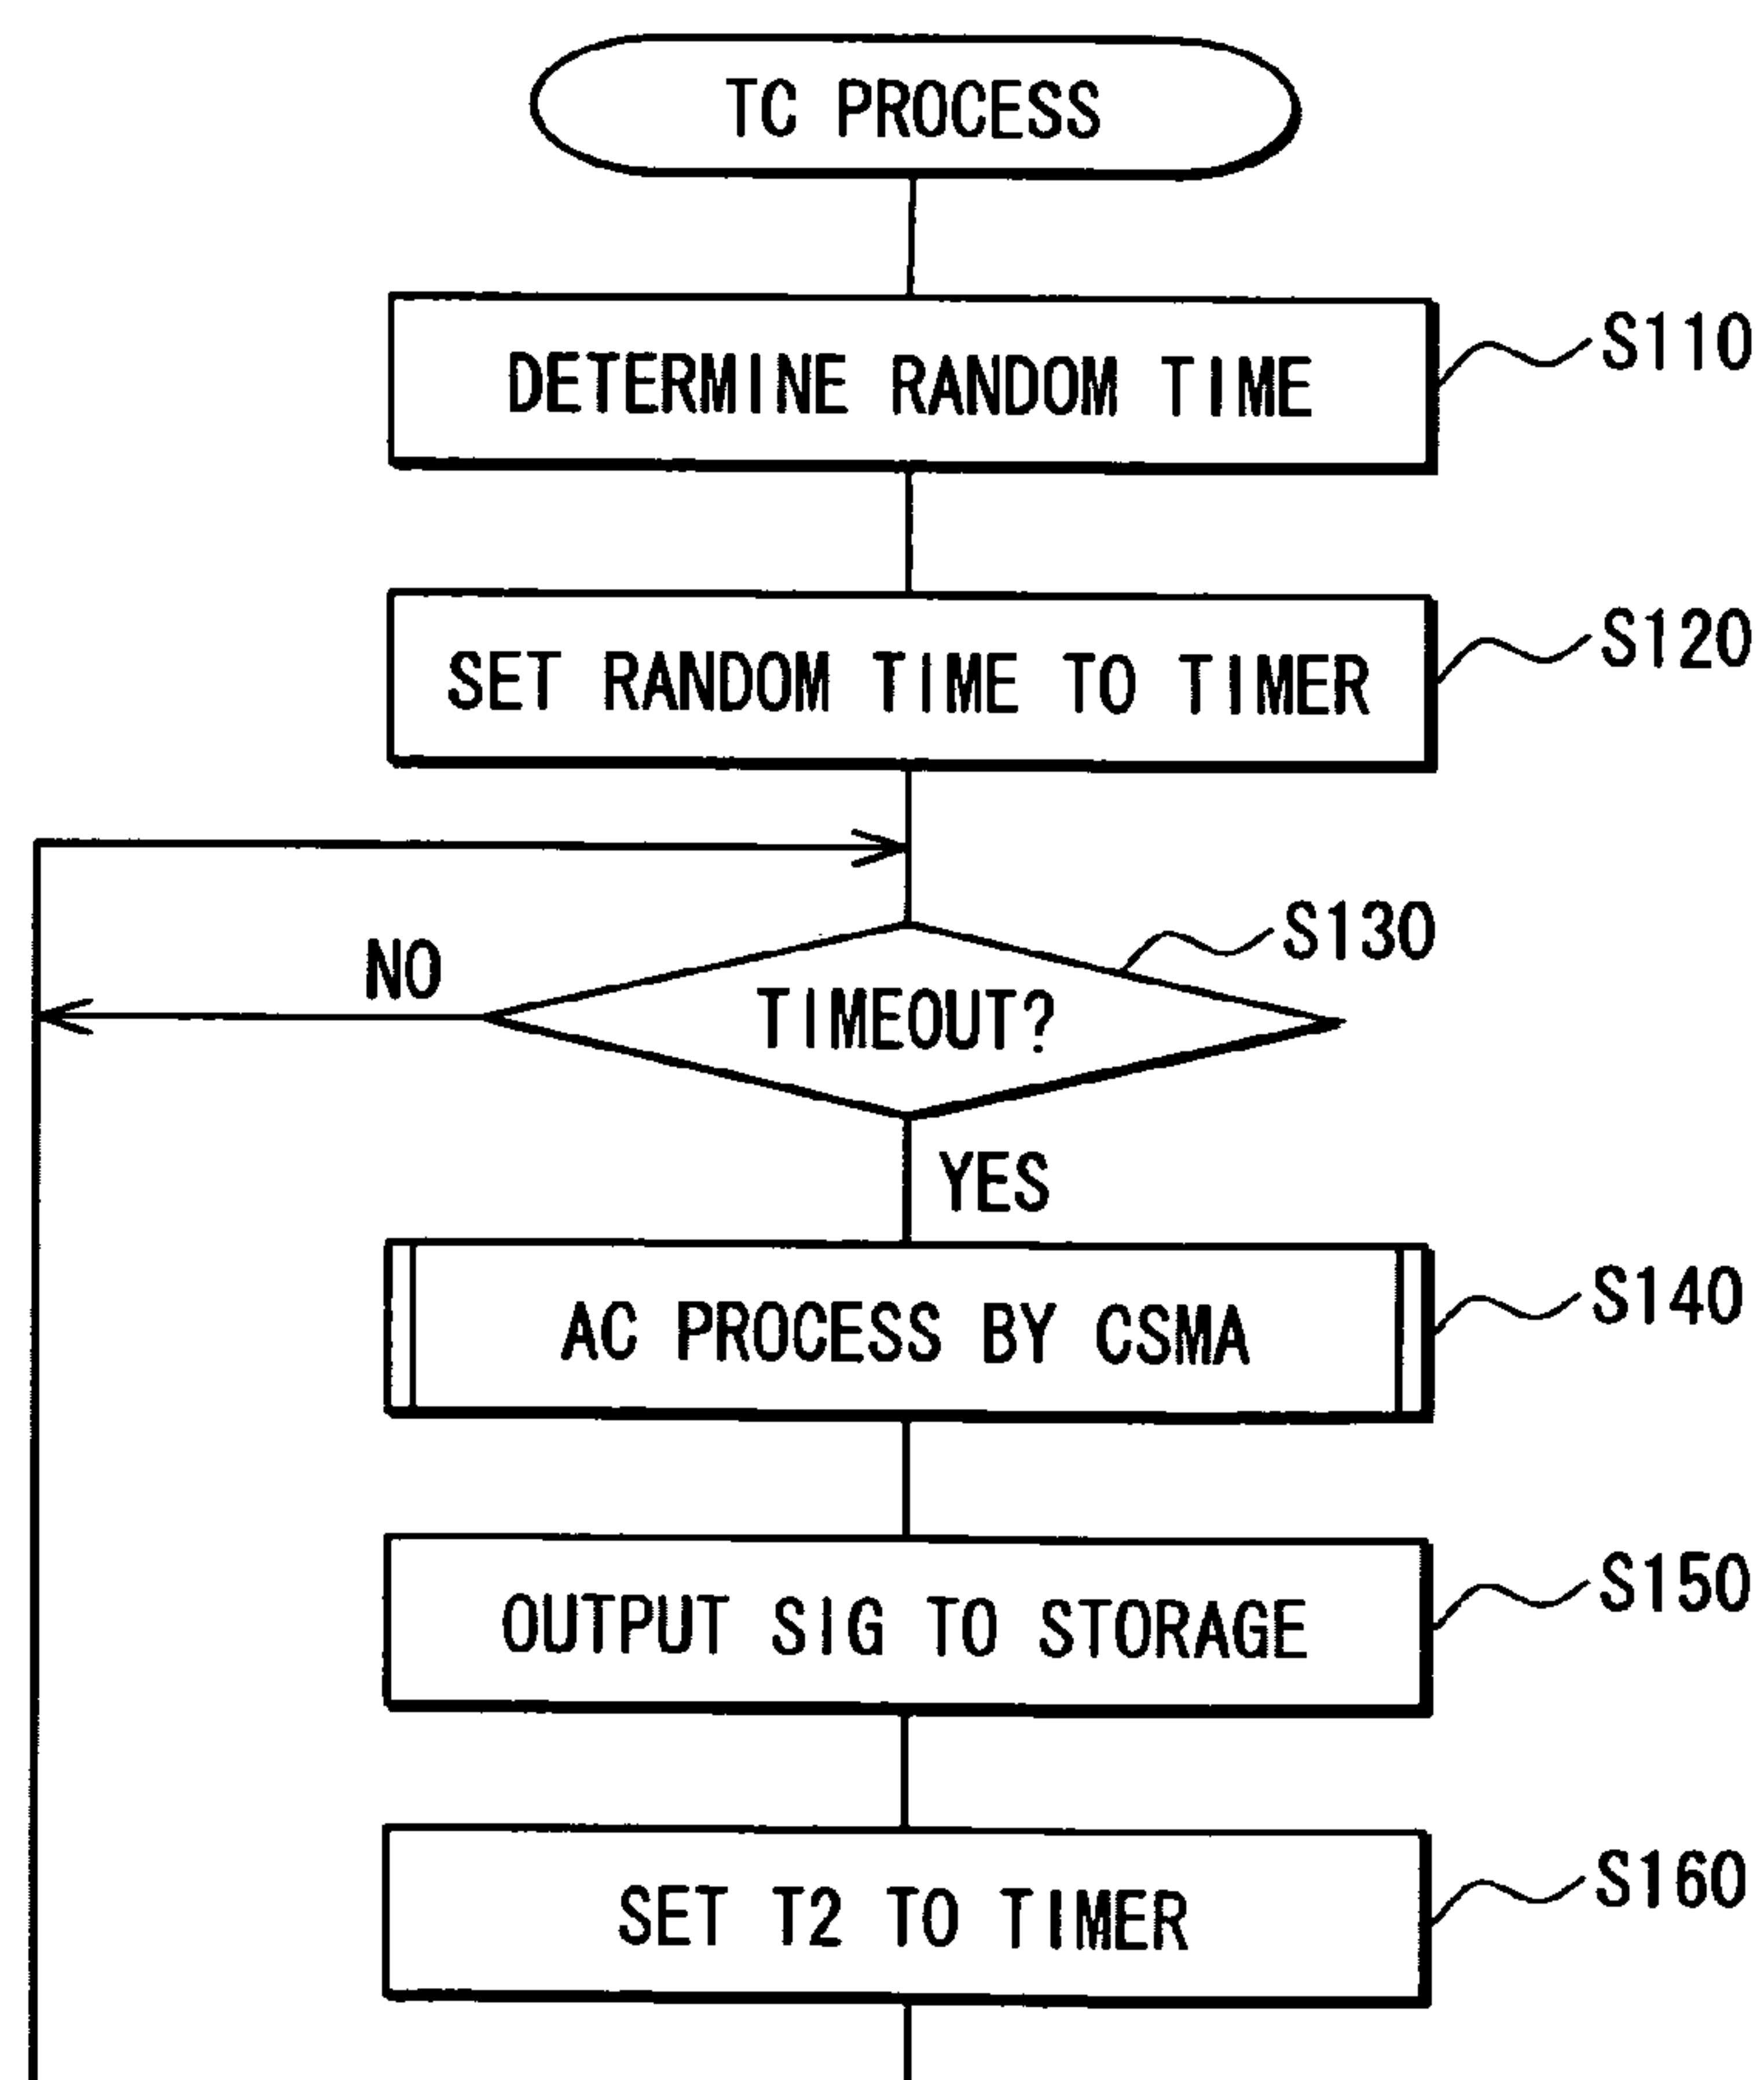 TC PROCESS
DETERMINE RANDOM TIME
S110
SET RANDOM TIME TO TIMER
S120
S130
NO
TIMEOUT?
YES
AC PROCESS BY CSMA
S140
OUTPUT SIG TO STORAGE
S150
SET T2 TO TIMER
S160